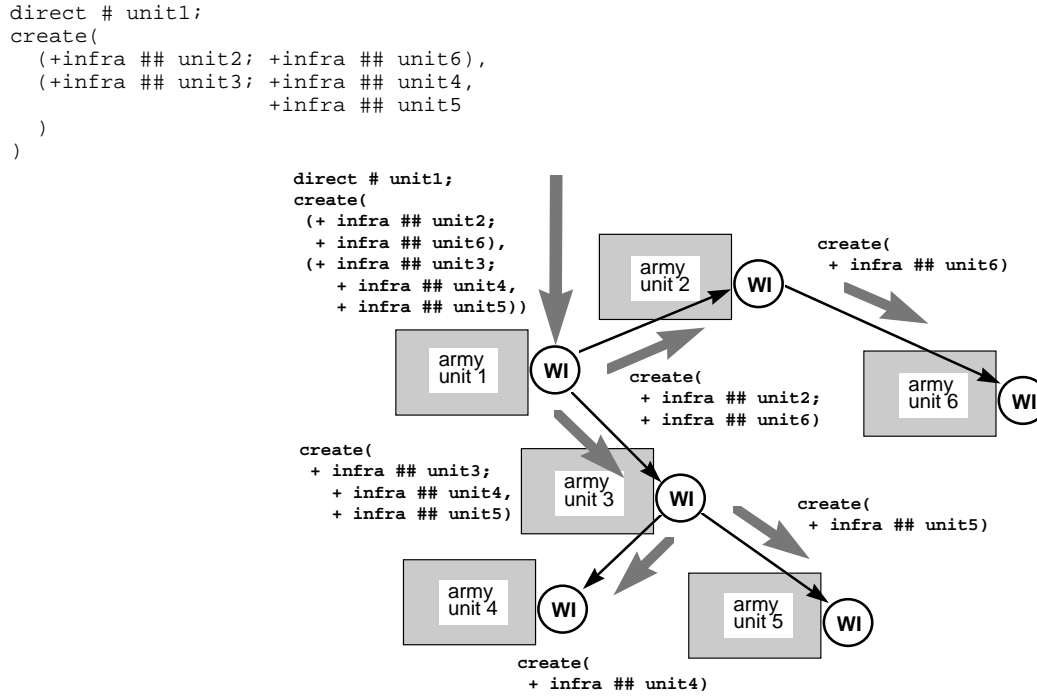 direct # unit1;
create(
  (+infra ## unit2; +infra ## unit6),
  (+infra ## unit3; +infra ## unit4,
                    +infra ## unit5
  )
)
direct # unit1;
create(
 (+ infra ## unit2;
  + infra ## unit6),
 (+ infra ## unit3;
    + infra ## unit4,
    + infra ## unit5))
army
unit 2
WI
create(
 + infra ## unit6)
army
unit 1
WI
create(
 + infra ## unit2;
 + infra ## unit6)
army
unit 6
WI
create(
 + infra ## unit3;
   + infra ## unit4,
   + infra ## unit5)
army
unit 3
WI
create(
 + infra ## unit5)
army
unit 4
WI
army
unit 5
WI
create(
 + infra ## unit4)